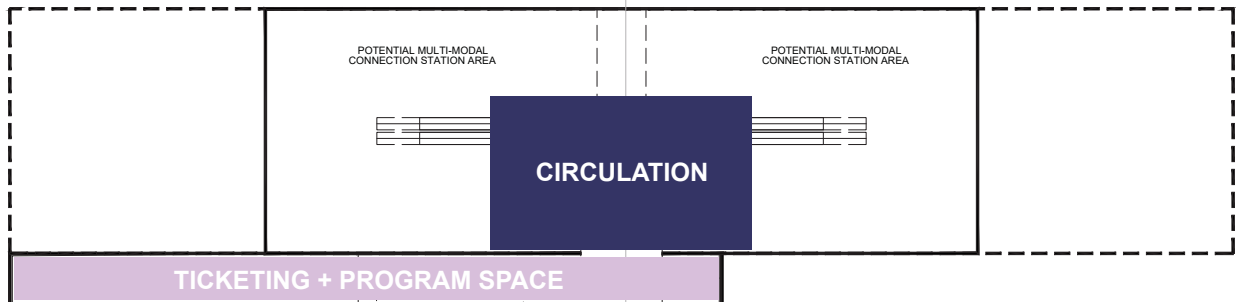 POTENTIAL MULTI-MODAL
CONNECTION STATION AREA
POTENTIAL MULTI-MODAL
CONNECTION STATION AREA
CIRCULATION
TICKETING + PROGRAM SPACE